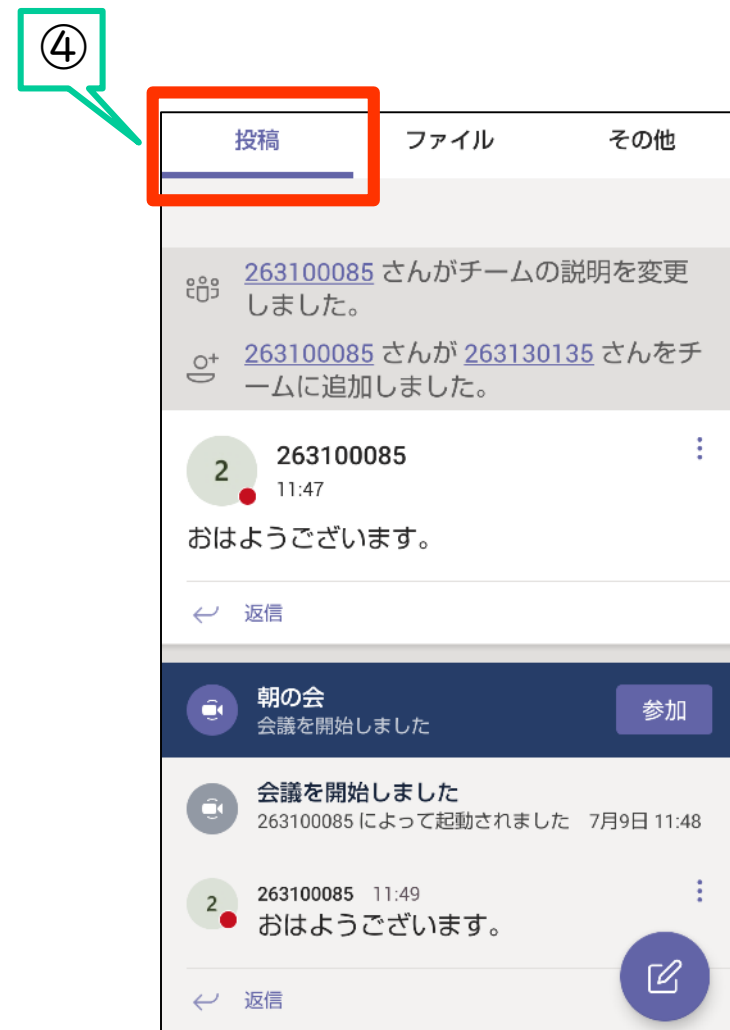 ④
投稿 ファイル その他
263100085 さんがチームの説明を変更
しました。
263100085 さんが 263130135 さんをチ
ームに追加しました。
2 263100085
11:47
おはようございます。
返信
朝の会
会議を開始しました
参加
会議を開始しました
263100085 によって起動されました 7月9日 11:48
2 263100085 11:49
おはようございます。
返信